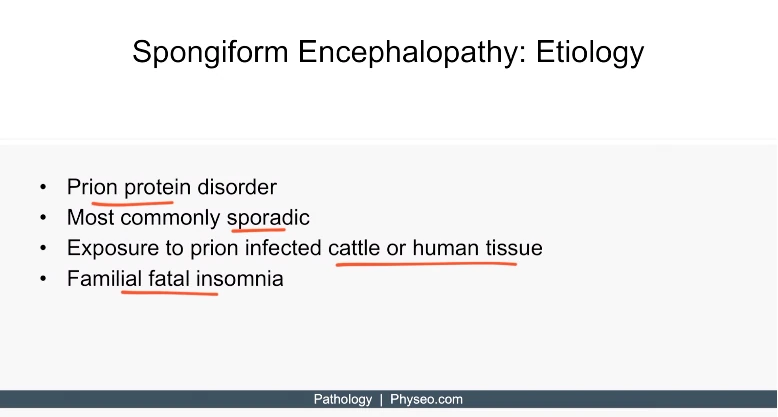 Spongiform Encephalopathy: Etiology
• Prion protein disorder
• Most commonly sporadic
• Exposure to prion infected cattle or human tissue
• Familial fatal insomnia
Pathology | Physeo.com